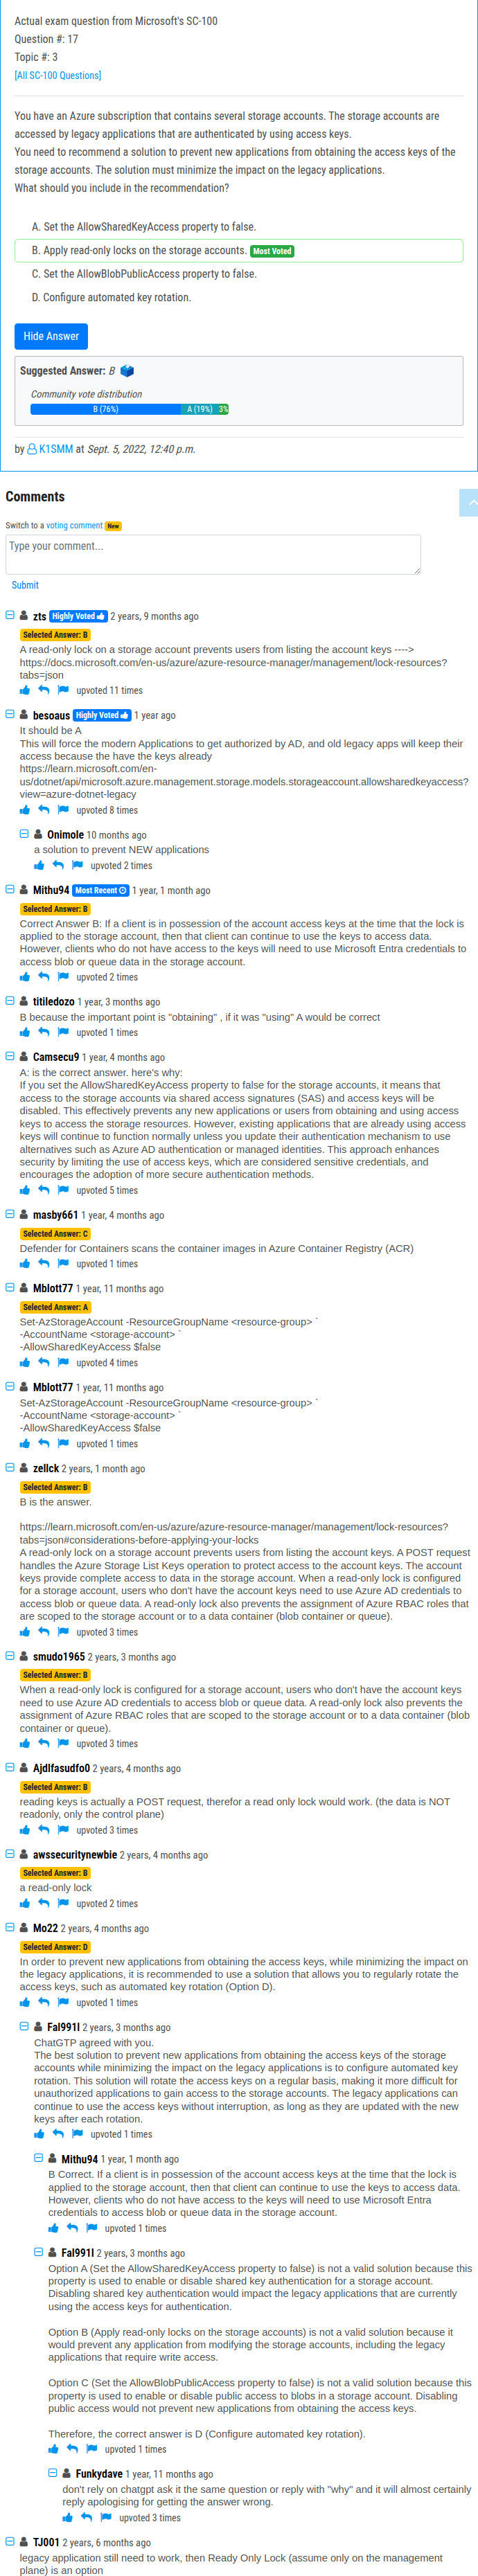 Actual exam question from Microsoft's SC-100
Question #: 17
Topic #: 3
[All SC-100 Questions]
You have an Azure subscription that contains several storage accounts. The storage accounts are
accessed by legacy applications that are authenticated by using access keys.
You need to recommend a solution to prevent new applications from obtaining the access keys of the
storage accounts. The solution must minimize the impact on the legacy applications.
What should you include in the recommendation?
A. Set the AllowSharedKeyAccess property to false.
B. Apply read-only locks on the storage accounts. Most Voted
C. Set the AllowBlobPublicAccess property to false.
D. Configure automated key rotation.
Hide Answer
Suggested Answer: B
Community vote distribution
B (76%) A (19%) 3%
by K1SMM at Sept. 5, 2022, 12:40 p.m.
Comments
Switch to a voting comment New
Type your comment...
Submit
zts Highly Voted 2 years, 9 months ago
Selected Answer: B
A read-only lock on a storage account prevents users from listing the account keys ---->
https://docs.microsoft.com/en-us/azure/azure-resource-manager/management/lock-resources?
tabs=json
upvoted 11 times
besoaus Highly Voted 1 year ago
It should be A
This will force the modern Applications to get authorized by AD, and old legacy apps will keep their
access because the have the keys already
https://learn.microsoft.com/en-
us/dotnet/api/microsoft.azure.management.storage.models.storageaccount.allowsharedkeyaccess?
view=azure-dotnet-legacy
upvoted 8 times
Onimole 10 months ago
a solution to prevent NEW applications
upvoted 2 times
Mithu94 Most Recent 1 year, 1 month ago
Selected Answer: B
Correct Answer B: If a client is in possession of the account access keys at the time that the lock is
applied to the storage account, then that client can continue to use the keys to access data.
However, clients who do not have access to the keys will need to use Microsoft Entra credentials to
access blob or queue data in the storage account.
upvoted 2 times
titiledozo 1 year, 3 months ago
B because the important point is "obtaining" , if it was "using" A would be correct
upvoted 1 times
Camsecu9 1 year, 4 months ago
A: is the correct answer. here's why:
If you set the AllowSharedKeyAccess property to false for the storage accounts, it means that
access to the storage accounts via shared access signatures (SAS) and access keys will be
disabled. This effectively prevents any new applications or users from obtaining and using access
keys to access the storage resources. However, existing applications that are already using access
keys will continue to function normally unless you update their authentication mechanism to use
alternatives such as Azure AD authentication or managed identities. This approach enhances
security by limiting the use of access keys, which are considered sensitive credentials, and
encourages the adoption of more secure authentication methods.
upvoted 5 times
masby661 1 year, 4 months ago
Selected Answer: C
Defender for Containers scans the container images in Azure Container Registry (ACR)
upvoted 1 times
Mblott77 1 year, 11 months ago
Selected Answer: A
Set-AzStorageAccount -ResourceGroupName <resource-group> `
-AccountName <storage-account> `
-AllowSharedKeyAccess $false
upvoted 4 times
Mblott77 1 year, 11 months ago
Set-AzStorageAccount -ResourceGroupName <resource-group> `
-AccountName <storage-account> `
-AllowSharedKeyAccess $false
upvoted 1 times
zellck 2 years, 1 month ago
Selected Answer: B
B is the answer.
https://learn.microsoft.com/en-us/azure/azure-resource-manager/management/lock-resources?
tabs=json#considerations-before-applying-your-locks
A read-only lock on a storage account prevents users from listing the account keys. A POST request
handles the Azure Storage List Keys operation to protect access to the account keys. The account
keys provide complete access to data in the storage account. When a read-only lock is configured
for a storage account, users who don't have the account keys need to use Azure AD credentials to
access blob or queue data. A read-only lock also prevents the assignment of Azure RBAC roles that
are scoped to the storage account or to a data container (blob container or queue).
upvoted 3 times
smudo1965 2 years, 3 months ago
Selected Answer: B
When a read-only lock is configured for a storage account, users who don't have the account keys
need to use Azure AD credentials to access blob or queue data. A read-only lock also prevents the
assignment of Azure RBAC roles that are scoped to the storage account or to a data container (blob
container or queue).
upvoted 3 times
Ajdlfasudfo0 2 years, 4 months ago
Selected Answer: B
reading keys is actually a POST request, therefor a read only lock would work. (the data is NOT
readonly, only the control plane)
upvoted 3 times
awssecuritynewbie 2 years, 4 months ago
Selected Answer: B
a read-only lock
upvoted 2 times
Mo22 2 years, 4 months ago
Selected Answer: D
In order to prevent new applications from obtaining the access keys, while minimizing the impact on
the legacy applications, it is recommended to use a solution that allows you to regularly rotate the
access keys, such as automated key rotation (Option D).
upvoted 1 times
Fal991l 2 years, 3 months ago
ChatGTP agreed with you.
The best solution to prevent new applications from obtaining the access keys of the storage
accounts while minimizing the impact on the legacy applications is to configure automated key
rotation. This solution will rotate the access keys on a regular basis, making it more difficult for
unauthorized applications to gain access to the storage accounts. The legacy applications can
continue to use the access keys without interruption, as long as they are updated with the new
keys after each rotation.
upvoted 1 times
Mithu94 1 year, 1 month ago
B Correct. If a client is in possession of the account access keys at the time that the lock is
applied to the storage account, then that client can continue to use the keys to access data.
However, clients who do not have access to the keys will need to use Microsoft Entra
credentials to access blob or queue data in the storage account.
upvoted 1 times
Fal991l 2 years, 3 months ago
Option A (Set the AllowSharedKeyAccess property to false) is not a valid solution because this
property is used to enable or disable shared key authentication for a storage account.
Disabling shared key authentication would impact the legacy applications that are currently
using the access keys for authentication.
Option B (Apply read-only locks on the storage accounts) is not a valid solution because it
would prevent any application from modifying the storage accounts, including the legacy
applications that require write access.
Option C (Set the AllowBlobPublicAccess property to false) is not a valid solution because this
property is used to enable or disable public access to blobs in a storage account. Disabling
public access would not prevent new applications from obtaining the access keys.
Therefore, the correct answer is D (Configure automated key rotation).
upvoted 1 times
Funkydave 1 year, 11 months ago
don't rely on chatgpt ask it the same question or reply with "why" and it will almost certainly
reply apologising for getting the answer wrong.
upvoted 3 times
TJ001 2 years, 6 months ago
legacy application still need to work, then Ready Only Lock (assume only on the management
plane) is an option